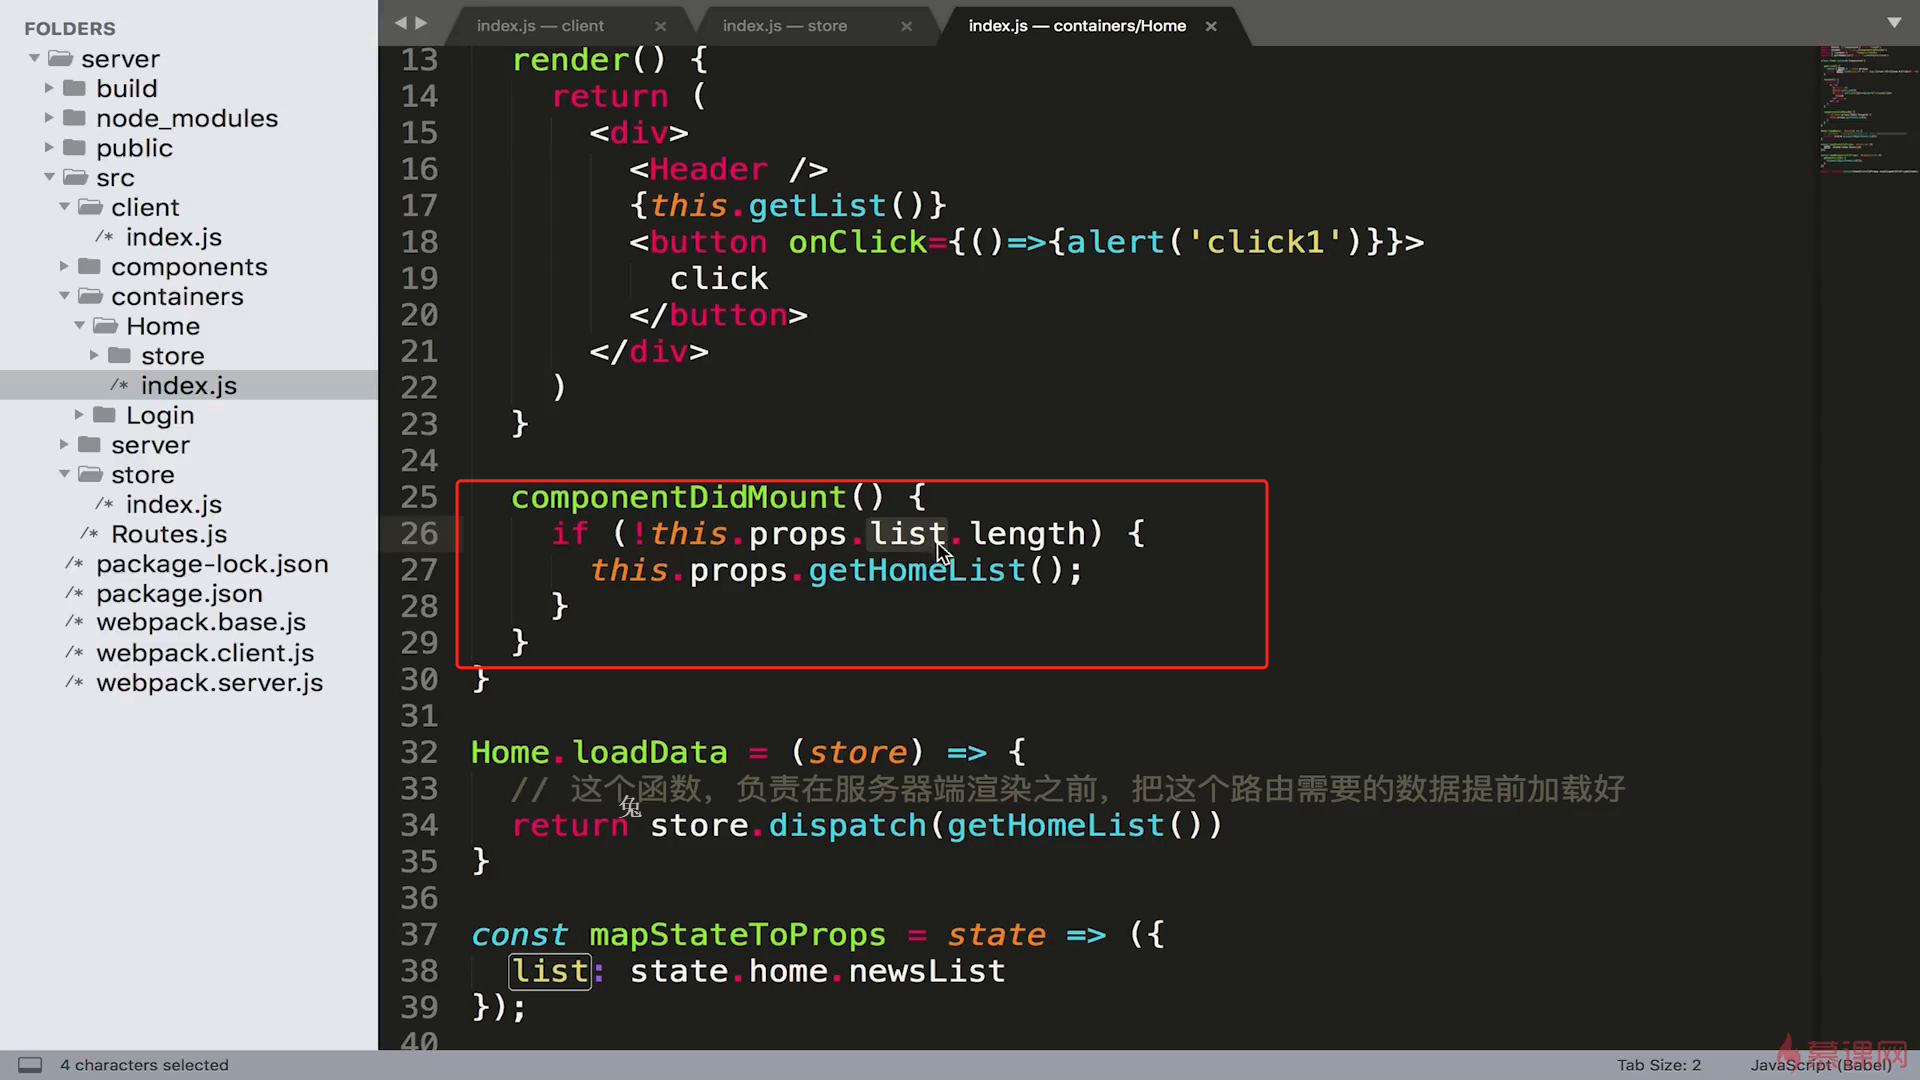 FOLDERS
server
build
node_modules
public
src
client
/* index.js
components
containers
Home
store
/* index.js
Login
server
store
/* index.js
/* Routes.js
/* package-lock.json
/* package.json
/* webpack.base.js
/* webpack.client.js
/* webpack.server.js
index.js — client
index.js — store
index.js — containers/Home
13 render() {
14 return (
15 <div>
16 <Header />
17 {this.getList()}
18 <button onClick={()=>{alert('click1')}}>
19 click
20 </button>
21 </div>
22 )
23 }
24
25 componentDidMount() {
26 if (!this.props.list.length) {
27 this.props.getHomeList();
28 }
29 }
30 }
31
32 Home.loadData = (store) => {
33 // 这个函数，负责在服务器端渲染之前，把这个路由需要的数据提前加载好
兔
34 return store.dispatch(getHomeList())
35 }
36
37 const mapStateToProps = state => ({
38 list: state.home.newsList
39 });
40
4 characters selected
Tab Size: 2
JavaScript (Babel)
慕课网